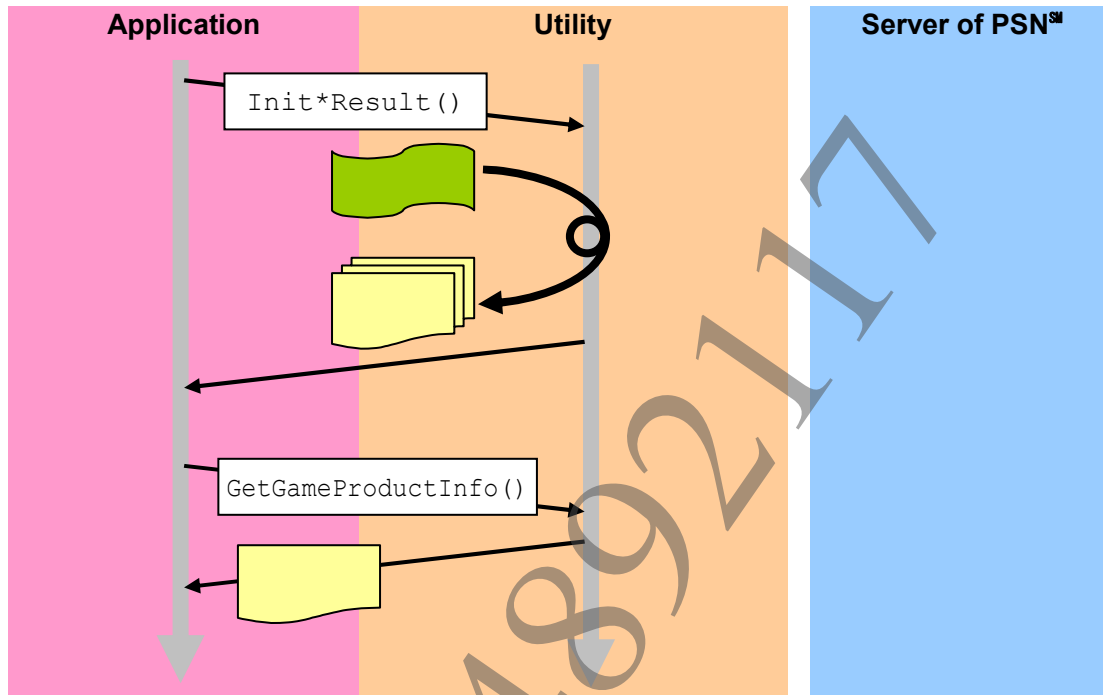 Application
Utility
Server of PSN℠
Init*Result()
GetGameProductInfo()
489217